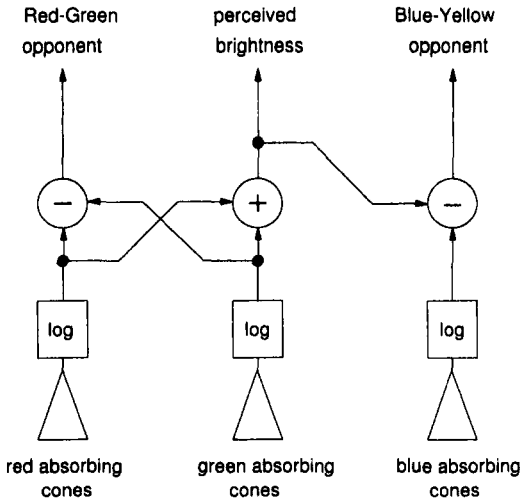 Red-Green
opponent
perceived
brightness
Blue-Yellow
opponent
−
+
−
log
log
log
red absorbing
cones
green absorbing
cones
blue absorbing
cones